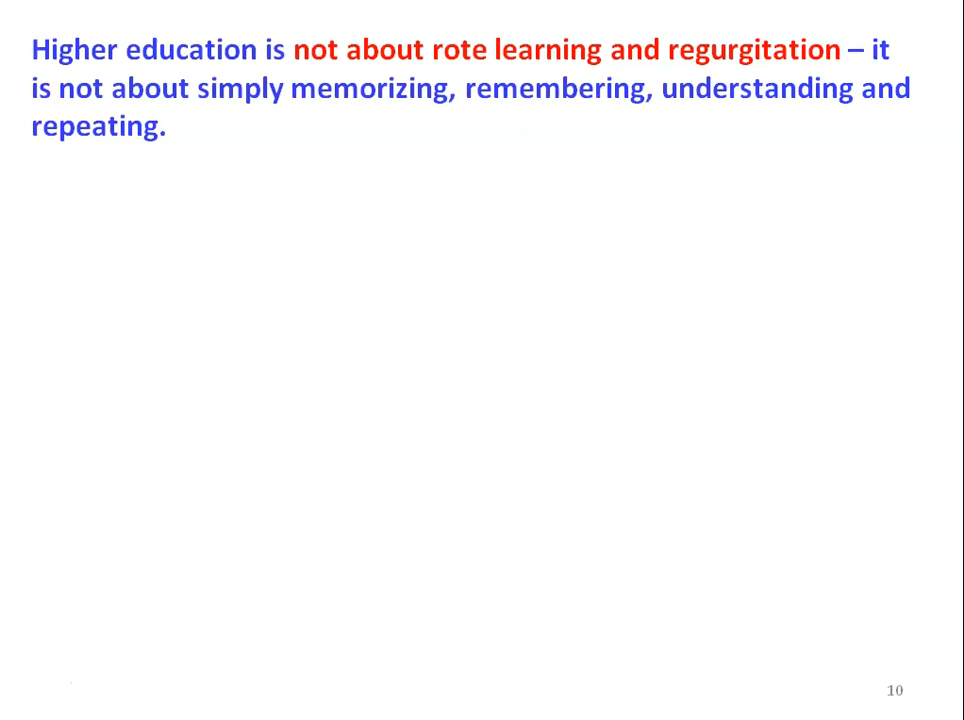 Higher education is not about rote learning and regurgitation – it
is not about simply memorizing, remembering, understanding and
repeating.
10